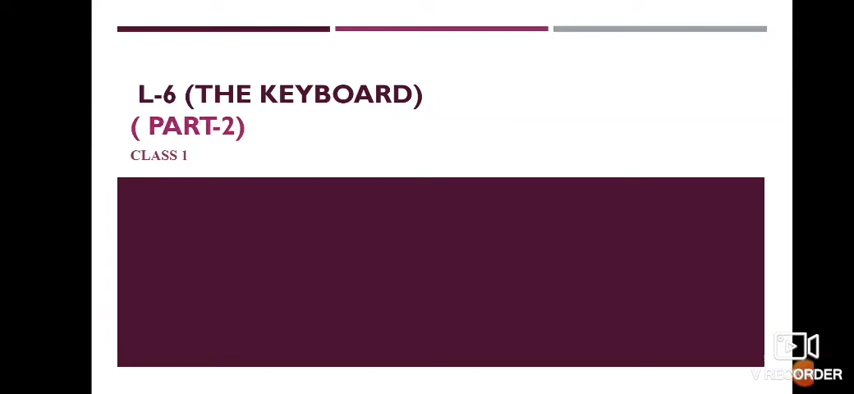 L-6 (THE KEYBOARD)
( PART-2)
CLASS 1
V RECORDER